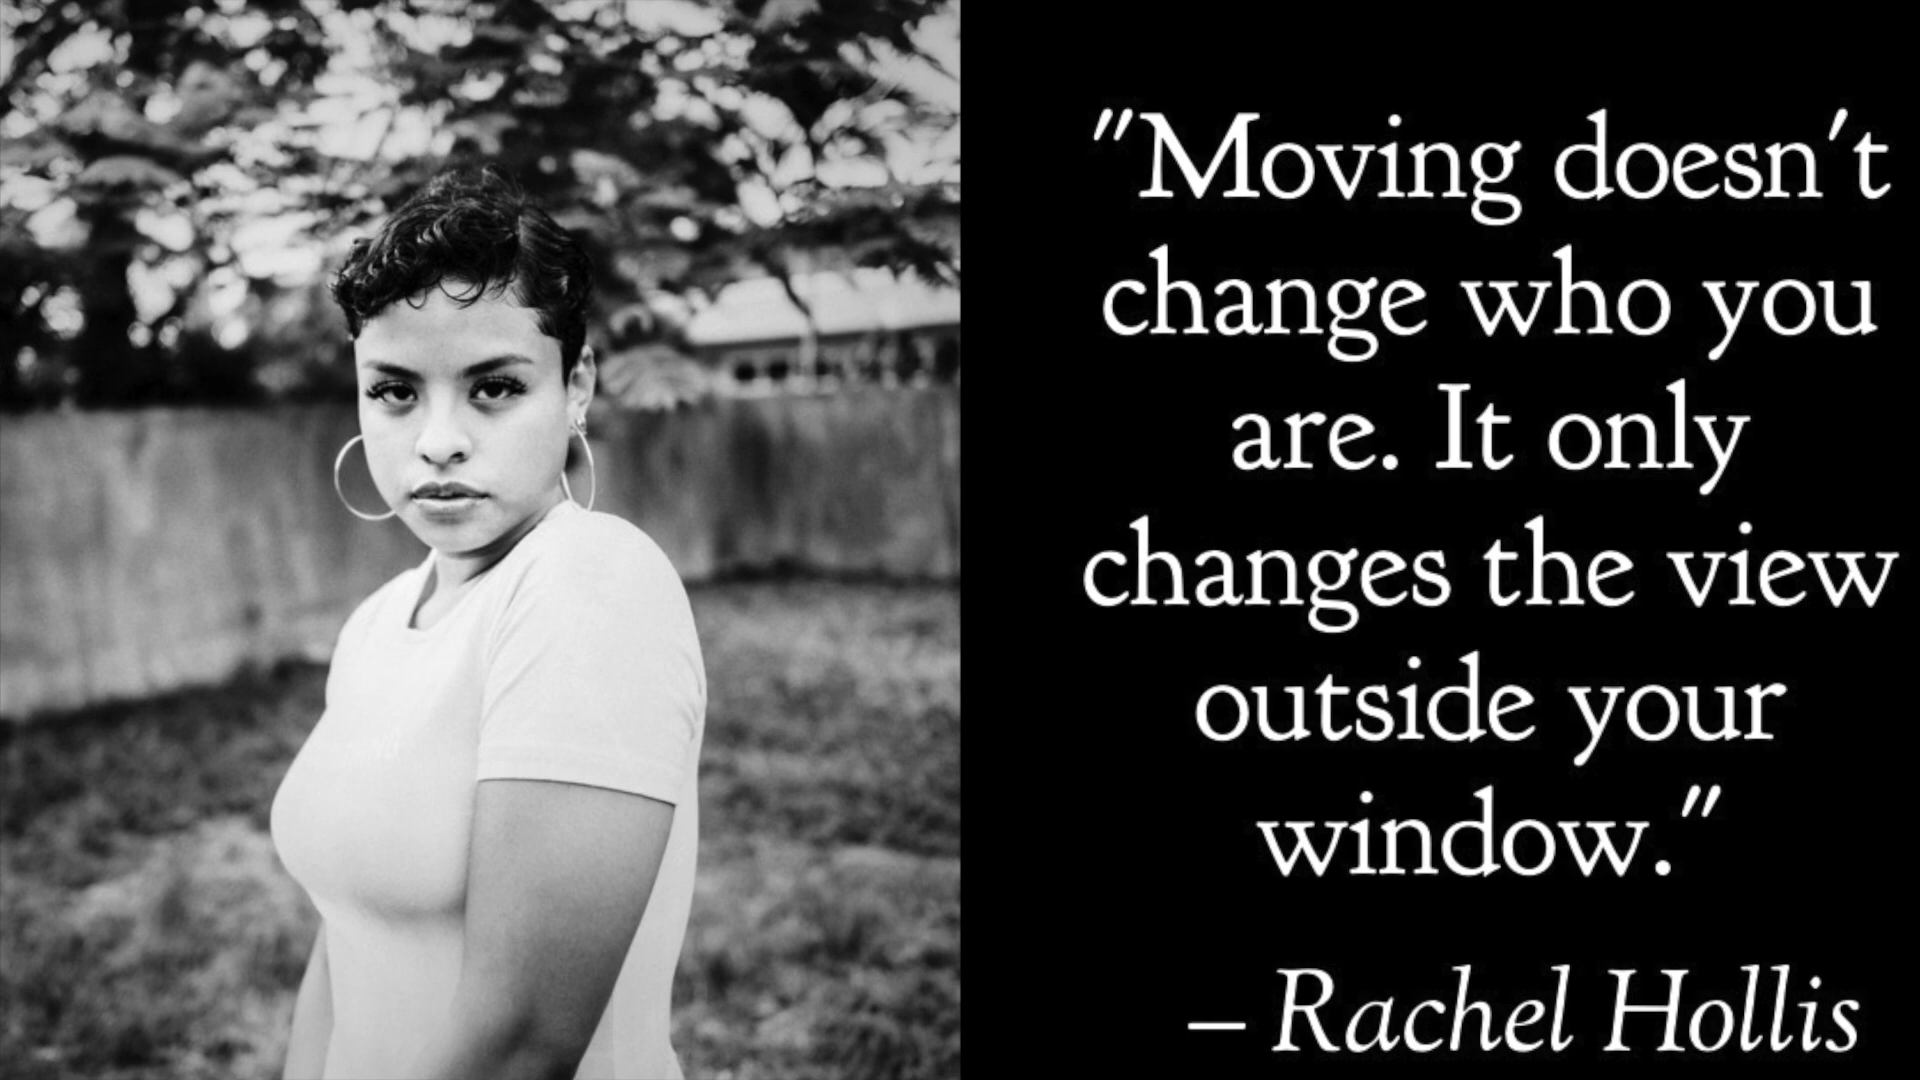 "Moving doesn't
change who you
are. It only
changes the view
outside your
window."
– Rachel Hollis